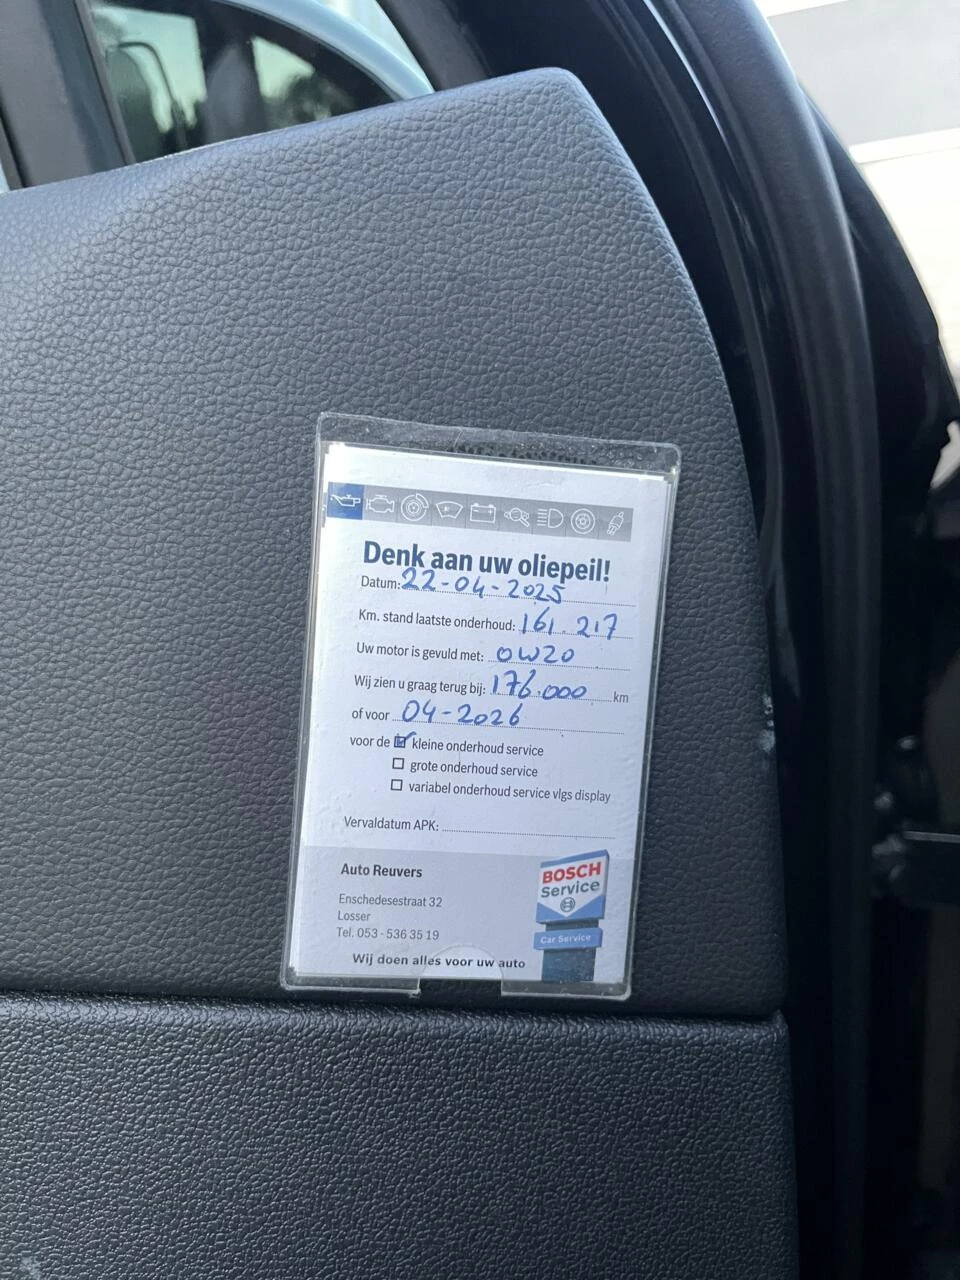 Denk aan uw oliepeil!
Datum: 22-04-2025
Km. stand laatste onderhoud: 161.217
Uw motor is gevuld met: 0W20
Wij zien u graag terug bij: 176.000 km
of voor 04-2026
voor de ☑ kleine onderhoud service
☐ grote onderhoud service
☐ variabel onderhoud service vlgs display
Vervaldatum APK:
Auto Reuvers
Enschedesestraat 32
Losser
Tel. 053 - 536 35 19
Wij doen alles voor uw auto
BOSCH
Service
Car Service